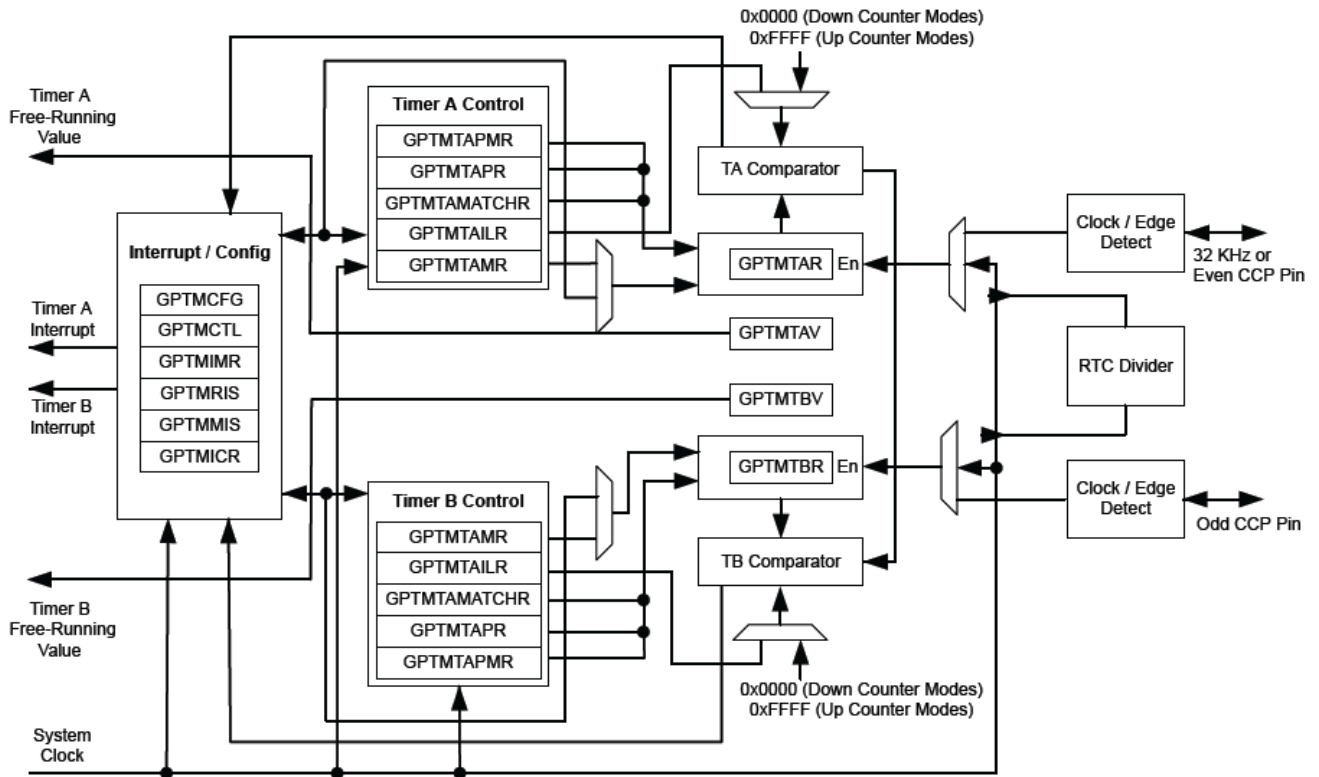 0x0000 (Down Counter Modes)
0xFFFF (Up Counter Modes)
Timer A
Free-Running
Value
Timer A Control
GPTMTAPMR
GPTMTAPR
GPTMTAMATCHR
GPTMTAILR
GPTMTAMR
TA Comparator
GPTMTAR
En
Clock / Edge
Detect
32 KHz or
Even CCP Pin
Interrupt / Config
GPTMCFG
GPTMCTL
GPTMIMR
GPTMRIS
GPTMMIS
GPTMICR
Timer A
Interrupt
Timer B
Interrupt
GPTMTAV
GPTMTBV
RTC Divider
GPTMTBR
En
Clock / Edge
Detect
Odd CCP Pin
Timer B Control
GPTMTAMR
GPTMTAILR
GPTMTAMATCHR
GPTMTAPR
GPTMTAPMR
TB Comparator
Timer B
Free-Running
Value
0x0000 (Down Counter Modes)
0xFFFF (Up Counter Modes)
System
Clock